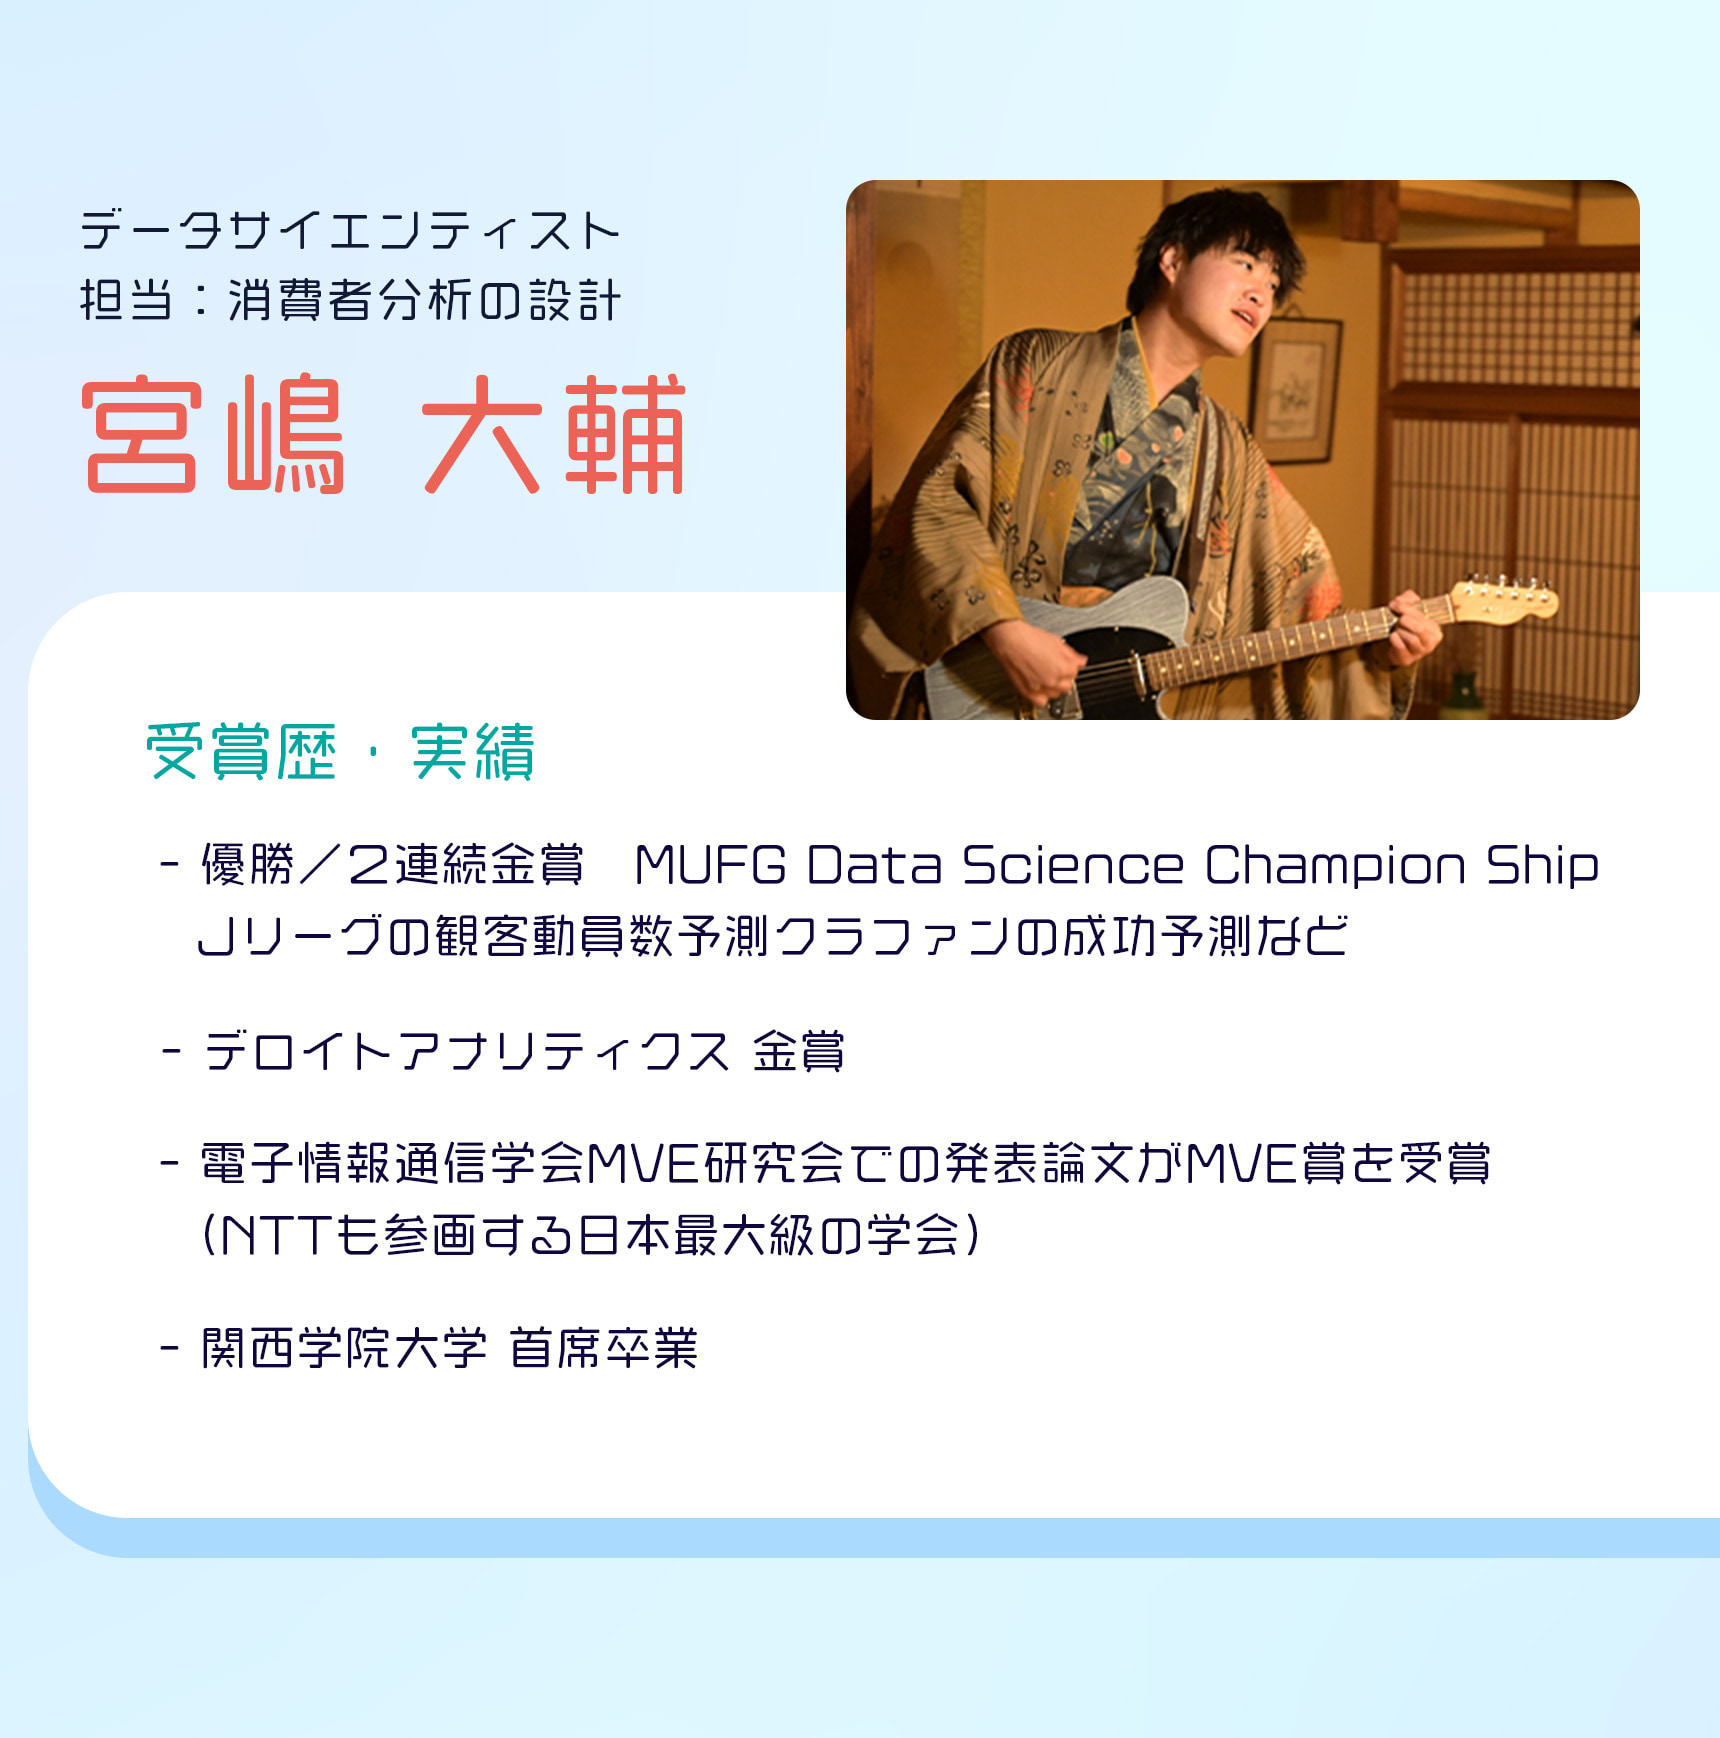 データサイエンティスト
担当：消費者分析の設計
宮嶋 大輔
受賞歴・実績
- 優勝／2連続金賞　MUFG Data Science Champion Ship
Jリーグの観客動員数予測クラファンの成功予測など
- デロイトアナリティクス 金賞
- 電子情報通信学会MVE研究会での発表論文がMVE賞を受賞
(NTTも参画する日本最大級の学会)
- 関西学院大学 首席卒業